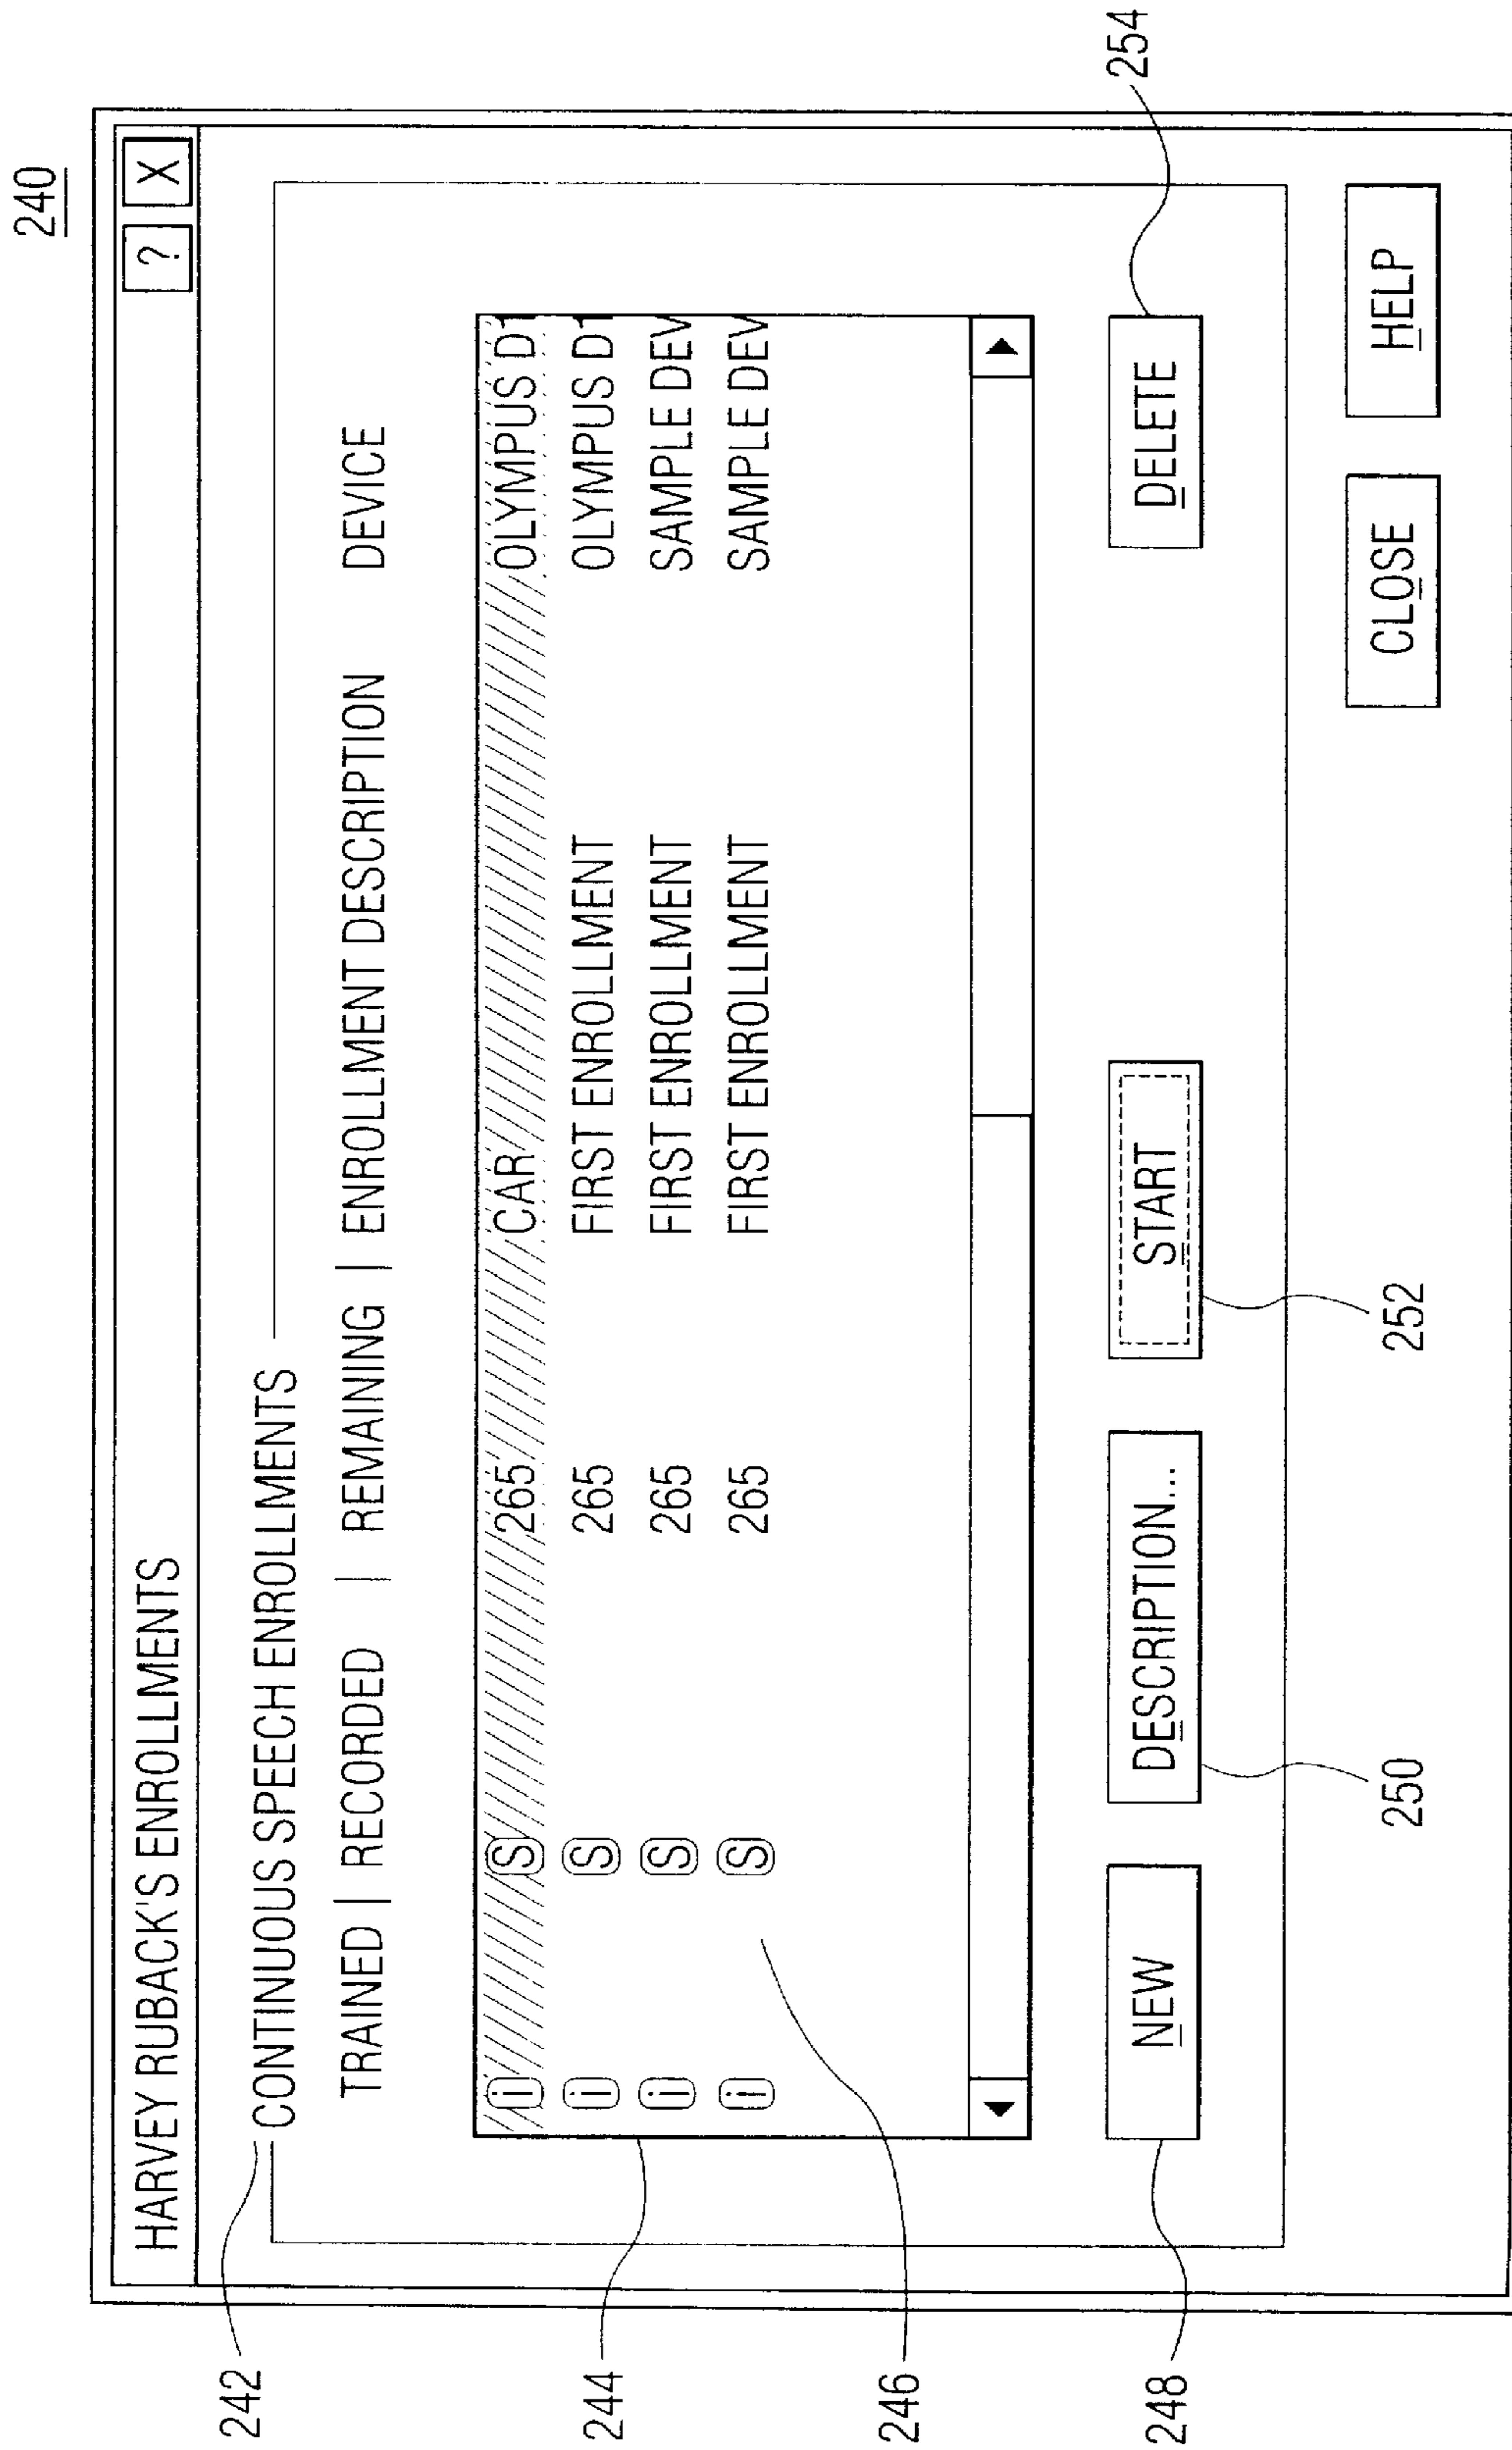 240
HARVEY RUBACK'S ENROLLMENTS ? X
242 CONTINUOUS SPEECH ENROLLMENTS
TRAINED | RECORDED | REMAINING | ENROLLMENT DESCRIPTION DEVICE
i S 265 CAR OLYMPUS D1
244 i S 265 FIRST ENROLLMENT OLYMPUS D1
i S 265 FIRST ENROLLMENT SAMPLE DEV
i S 265 FIRST ENROLLMENT SAMPLE DEV
246
248 NEW DESCRIPTION... START DELETE 254
CLOSE HELP
250 252